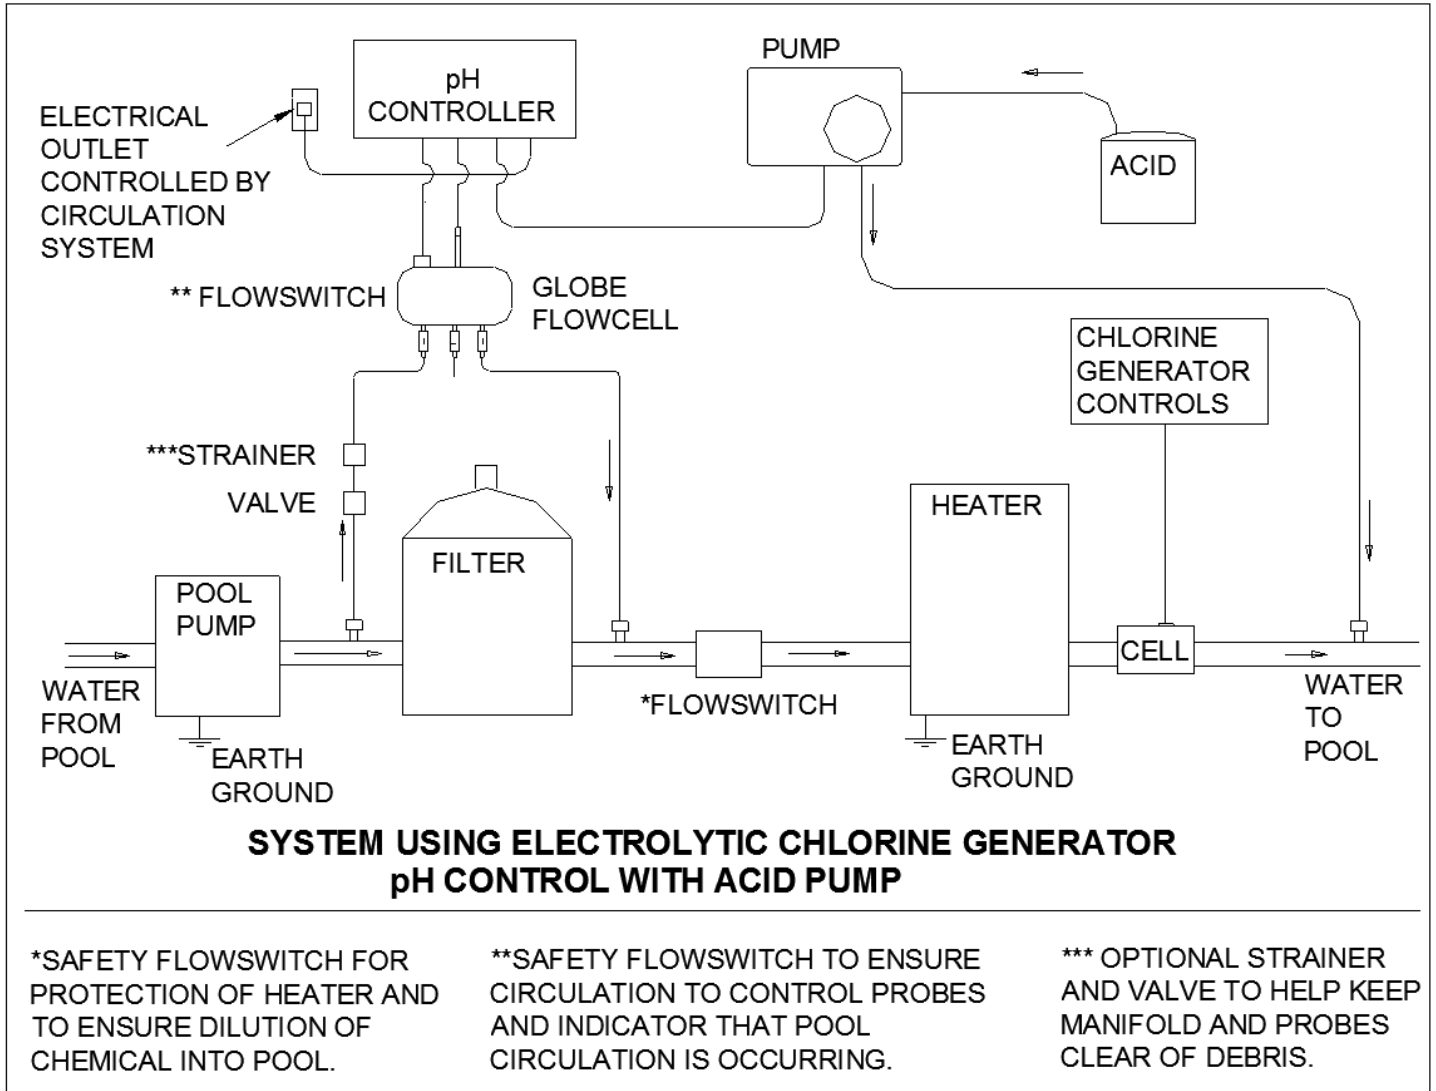 PUMP
pH
CONTROLLER
ELECTRICAL
OUTLET
CONTROLLED BY
CIRCULATION
SYSTEM
ACID
** FLOWSWITCH
GLOBE
FLOWCELL
CHLORINE
GENERATOR
CONTROLS
***STRAINER
VALVE
HEATER
FILTER
POOL
PUMP
CELL
WATER
FROM
POOL
*FLOWSWITCH
WATER
TO
POOL
EARTH
GROUND
EARTH
GROUND
SYSTEM USING ELECTROLYTIC CHLORINE GENERATOR
pH CONTROL WITH ACID PUMP
*SAFETY FLOWSWITCH FOR
PROTECTION OF HEATER AND
TO ENSURE DILUTION OF
CHEMICAL INTO POOL.
**SAFETY FLOWSWITCH TO ENSURE
CIRCULATION TO CONTROL PROBES
AND INDICATOR THAT POOL
CIRCULATION IS OCCURRING.
*** OPTIONAL STRAINER
AND VALVE TO HELP KEEP
MANIFOLD AND PROBES
CLEAR OF DEBRIS.